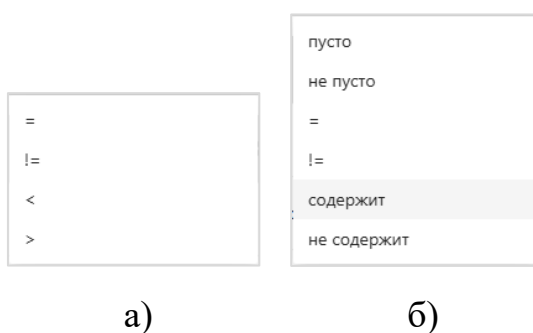 =
!=
<
>
а)
пусто
не пусто
=
!=
содержит
не содержит
б)